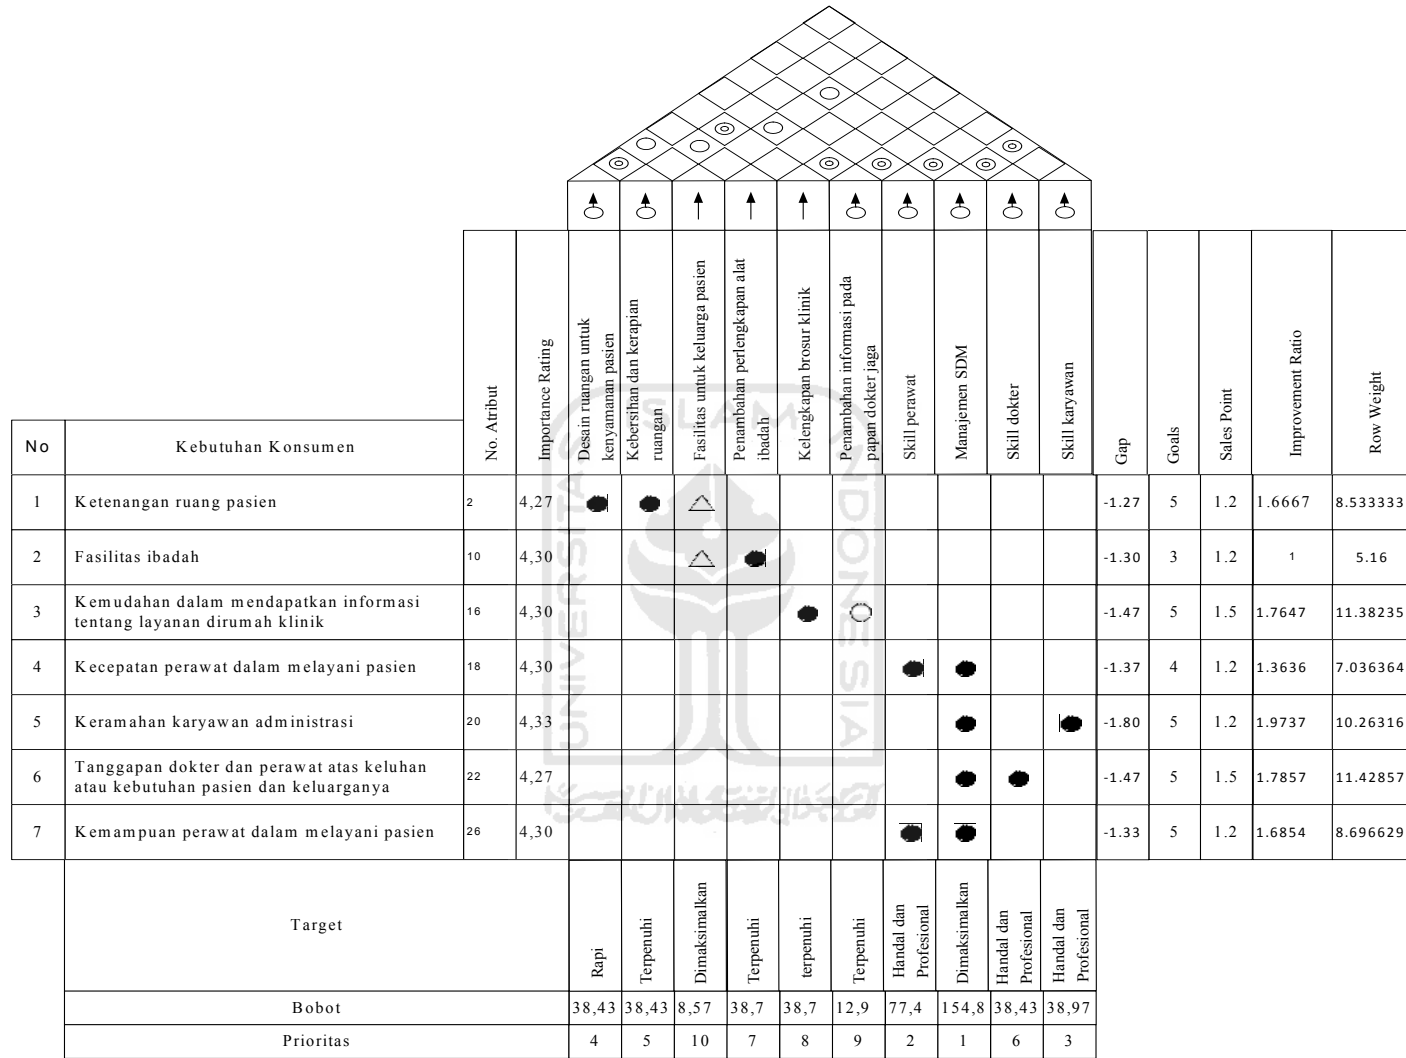 No
Kebutuhan Konsumen
No. Atribut
Importance Rating
Desain ruangan untuk
kenyamanan pasien
Kebersihan dan kerapian
ruangan
Fasilitas untuk keluarga pasien
Penambahan perlengkapan alat
ibadah
Kelengkapan brosur klinik
Penambahan informasi pada
papan dokter jaga
Skill perawat
Manajemen SDM
Skill dokter
Skill karyawan
Gap
Goals
Sales Point
Improvement Ratio
Row Weight
1 Ketenangan ruang pasien 2 4,27 -1.27 5 1.2 1.6667 8.533333
2 Fasilitas ibadah 10 4,30 -1.30 3 1.2 1 5.16
3 Kemudahan dalam mendapatkan informasi
tentang layanan dirumah klinik 16 4,30 -1.47 5 1.5 1.7647 11.38235
4 Kecepatan perawat dalam melayani pasien 18 4,30 -1.37 4 1.2 1.3636 7.036364
5 Keramahan karyawan administrasi 20 4,33 -1.80 5 1.2 1.9737 10.26316
6 Tanggapan dokter dan perawat atas keluhan
atau kebutuhan pasien dan keluarganya 22 4,27 -1.47 5 1.5 1.7857 11.42857
7 Kemampuan perawat dalam melayani pasien 26 4,30 -1.33 5 1.2 1.6854 8.696629
Target
Rapi
Terpenuhi
Dimaksimalkan
Terpenuhi
terpenuhi
Terpenuhi
Handal dan
Profesional
Dimaksimalkan
Handal dan
Profesional
Handal dan
Profesional
Bobot 38,43 38,43 8,57 38,7 38,7 12,9 77,4 154,8 38,43 38,97
Prioritas 4 5 10 7 8 9 2 1 6 3
UNIVERSITAS
ISLAM
INDONESIA